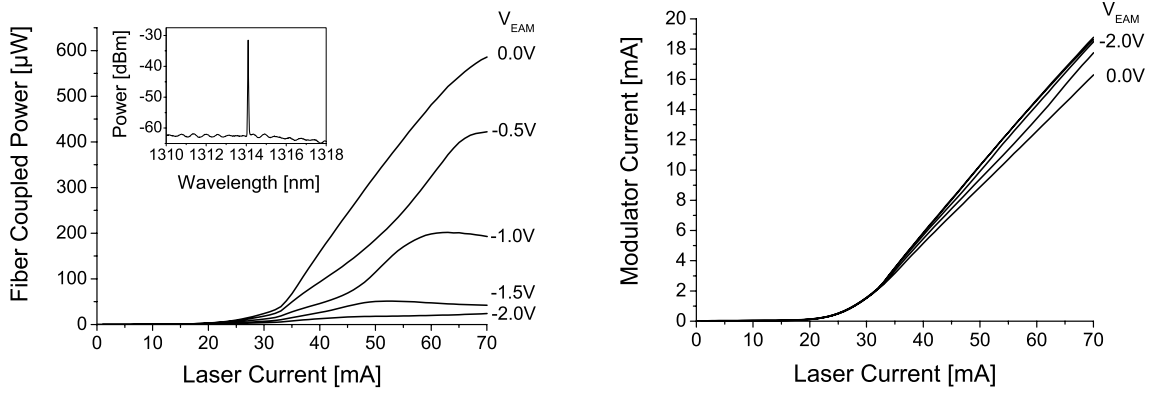 V_EAM
0.0V
-0.5V
-1.0V
-1.5V
-2.0V
Fiber Coupled Power [µW]
600
500
400
300
200
100
0
0 10 20 30 40 50 60 70
Laser Current [mA]
Power [dBm]
-30
-40
-50
-60
1310 1312 1314 1316 1318
Wavelength [nm]
V_EAM
-2.0V
0.0V
Modulator Current [mA]
20
18
16
14
12
10
8
6
4
2
0
0 10 20 30 40 50 60 70
Laser Current [mA]